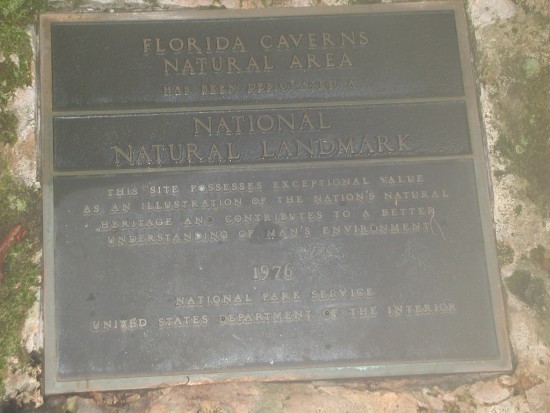 FLORIDA CAVERNS
NATURAL AREA
HAS BEEN DESIGNATED A
NATIONAL
NATURAL LANDMARK
THIS SITE POSSESSES EXCEPTIONAL VALUE
AS AN ILLUSTRATION OF THE NATION'S NATURAL
HERITAGE AND CONTRIBUTES TO A BETTER
UNDERSTANDING OF MAN'S ENVIRONMENT
1976
NATIONAL PARK SERVICE
UNITED STATES DEPARTMENT OF THE INTERIOR